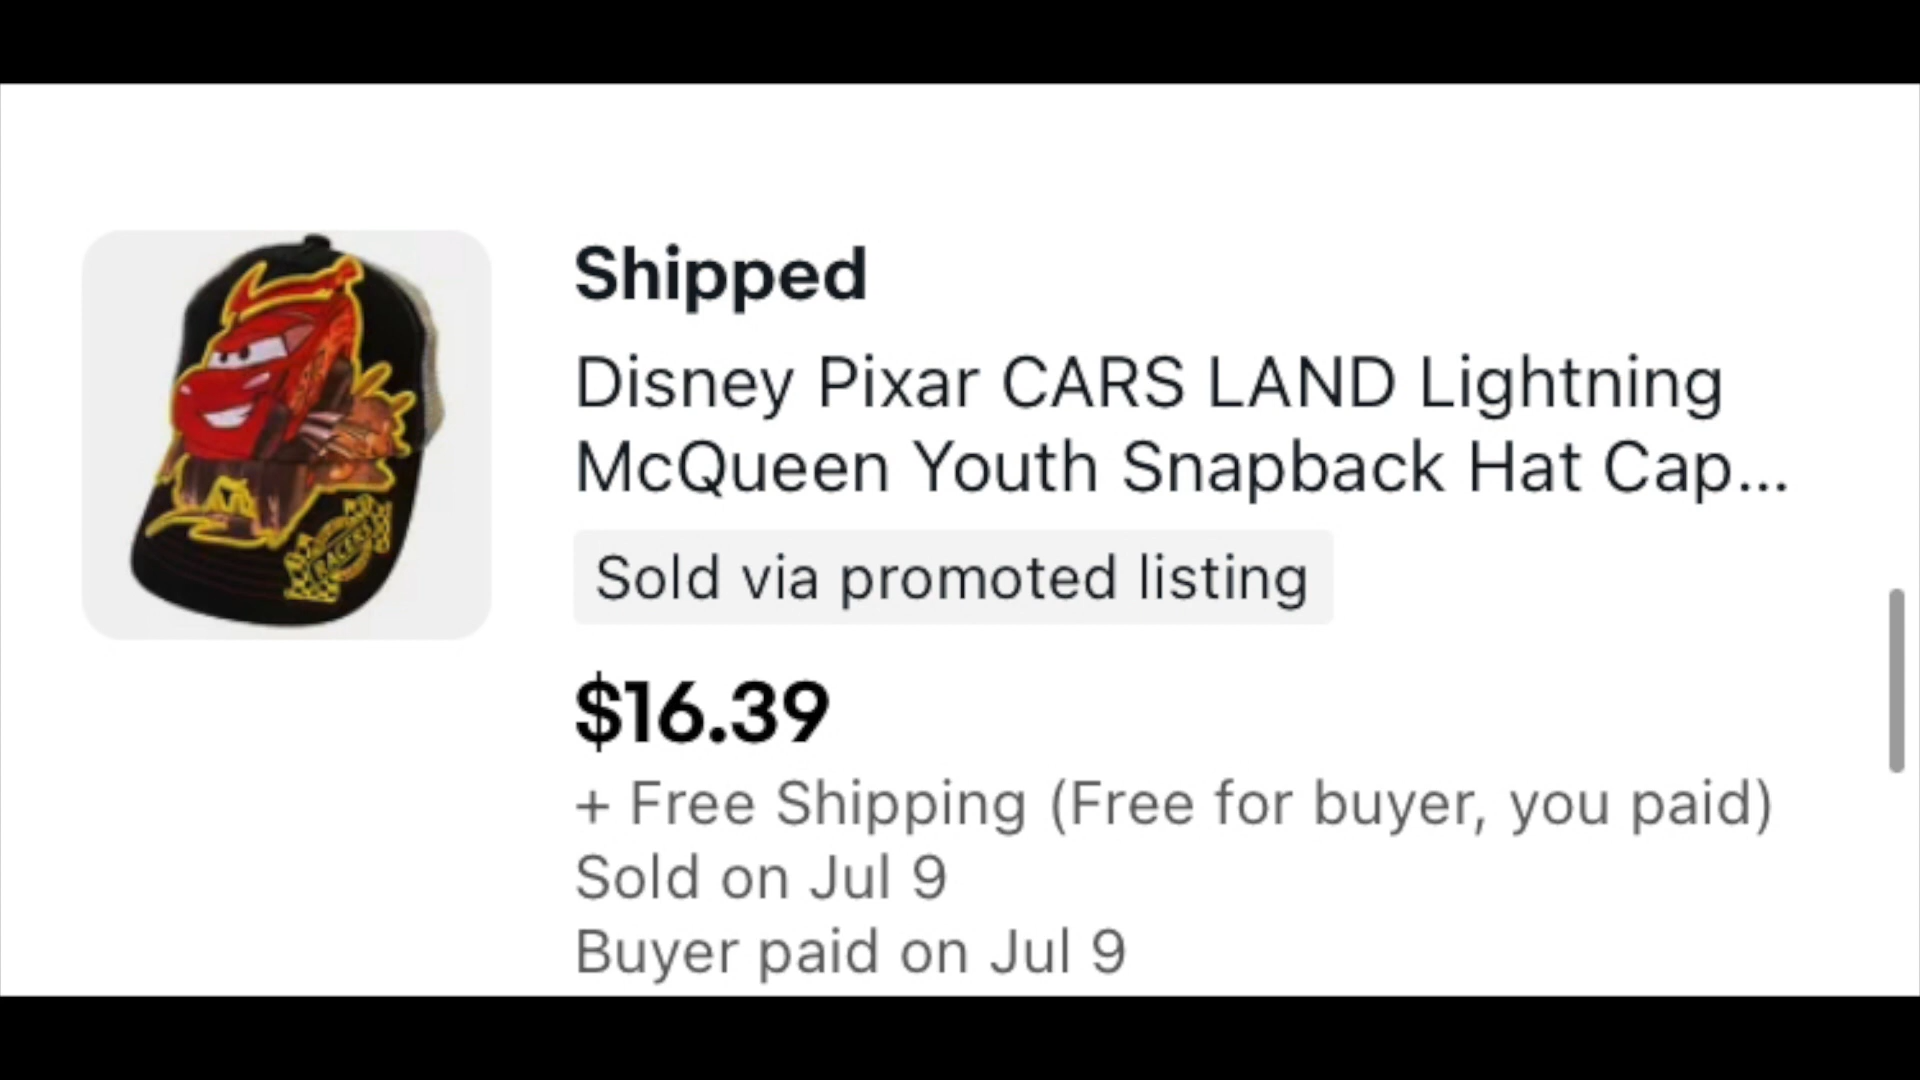 Shipped
Disney Pixar CARS LAND Lightning
McQueen Youth Snapback Hat Cap...
Sold via promoted listing
$16.39
+ Free Shipping (Free for buyer, you paid)
Sold on Jul 9
Buyer paid on Jul 9
RACERS